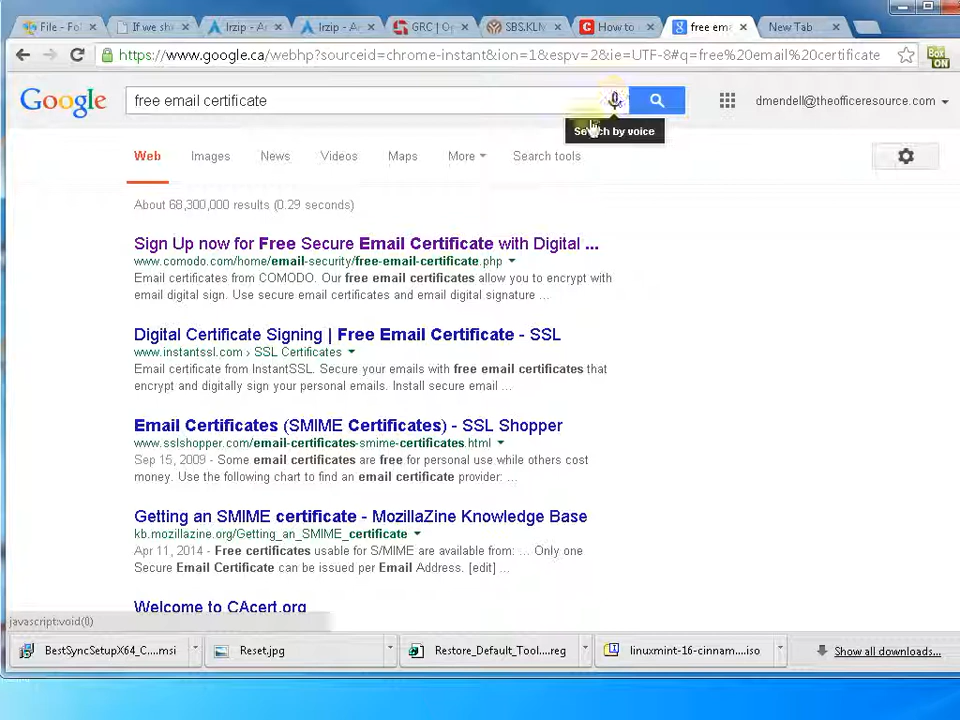 File - Fol
If we sh
lrzip - A
lrzip - A
GRC | O
SBS.KLN
How to
free ema
New Tab
https://www.google.ca/webhp?sourceid=chrome-instant&ion=1&espv=2&ie=UTF-8#q=free%20email%20certificate
Box
ON
Google
free email certificate
dmendell@theofficeresource.com
Search by voice
Web
Images
News
Videos
Maps
More
Search tools
About 68,300,000 results (0.29 seconds)
Sign Up now for Free Secure Email Certificate with Digital ...
www.comodo.com/home/email-security/free-email-certificate.php
Email certificates from COMODO. Our free email certificates allow you to encrypt with
email digital sign. Use secure email certificates and email digital signature ...
Digital Certificate Signing | Free Email Certificate - SSL
www.instantssl.com › SSL Certificates
Email certificate from InstantSSL. Secure your emails with free email certificates that
encrypt and digitally sign your personal emails. Install secure email ...
Email Certificates (SMIME Certificates) - SSL Shopper
www.sslshopper.com/email-certificates-smime-certificates.html
Sep 15, 2009 - Some email certificates are free for personal use while others cost
money. Use the following chart to find an email certificate provider: ...
Getting an SMIME certificate - MozillaZine Knowledge Base
kb.mozillazine.org/Getting_an_SMIME_certificate
Apr 11, 2014 - Free certificates usable for S/MIME are available from: ... Only one
Secure Email Certificate can be issued per Email Address. [edit] ...
Welcome to CAcert.org
javascript:void(0)
BestSyncSetupX64_C....msi
Reset.jpg
Restore_Default_Tool....reg
linuxmint-16-cinnam....iso
Show all downloads...